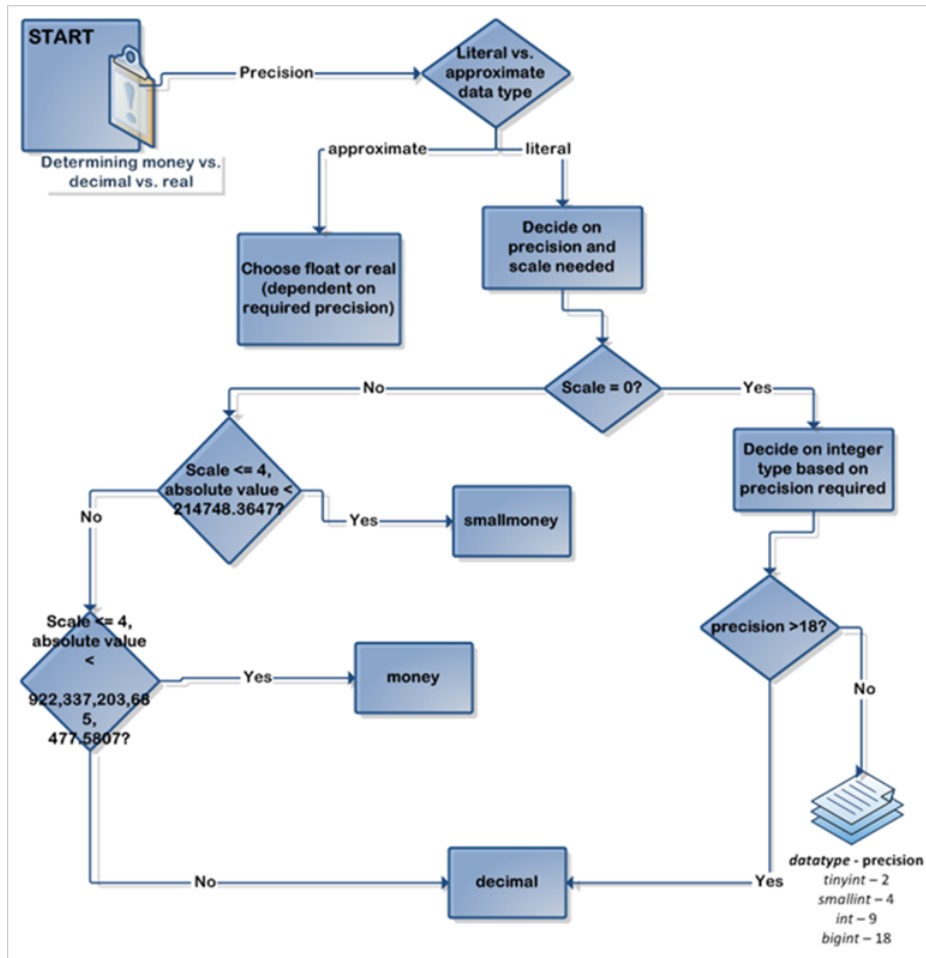 START
Precision
Literal vs.
approximate
data type
Determining money vs.
decimal vs. real
approximate
literal
Choose float or real
(dependent on
required precision)
Decide on
precision and
scale needed
Scale = 0?
No
Yes
Scale <= 4,
absolute value <
214748.3647?
Decide on integer
type based on
precision required
No
Yes
smallmoney
Scale <= 4,
absolute value
<
922,337,203,68
5,
477.5807?
precision >18?
Yes
money
No
No
decimal
Yes
datatype - precision
tinyint – 2
smallint – 4
int – 9
bigint – 18